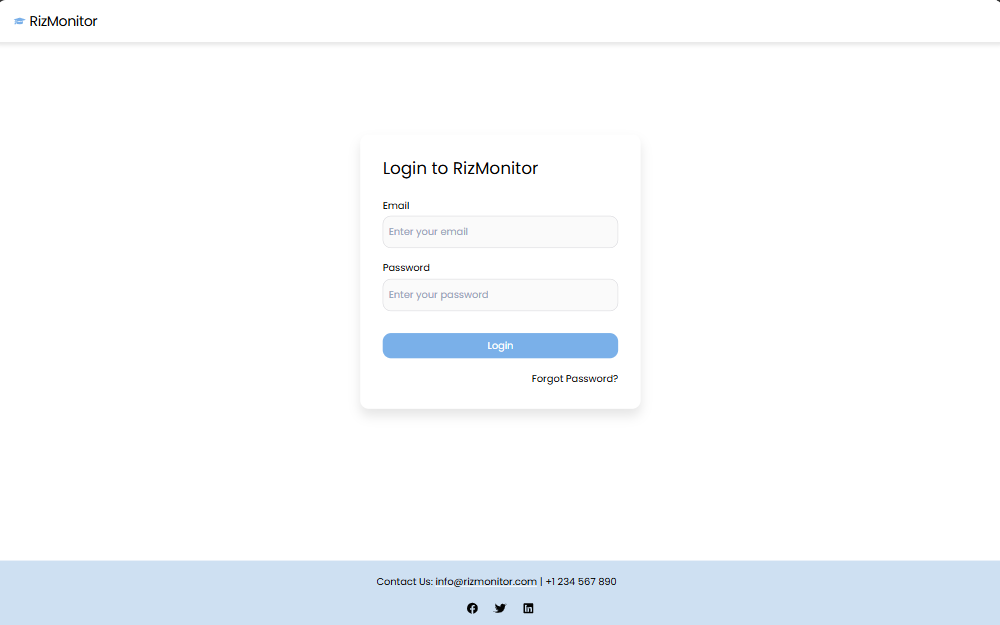 RizMonitor
Login to RizMonitor
Email
Enter your email
Password
Enter your password
Login
Forgot Password?
Contact Us: info@rizmonitor.com | +1 234 567 890